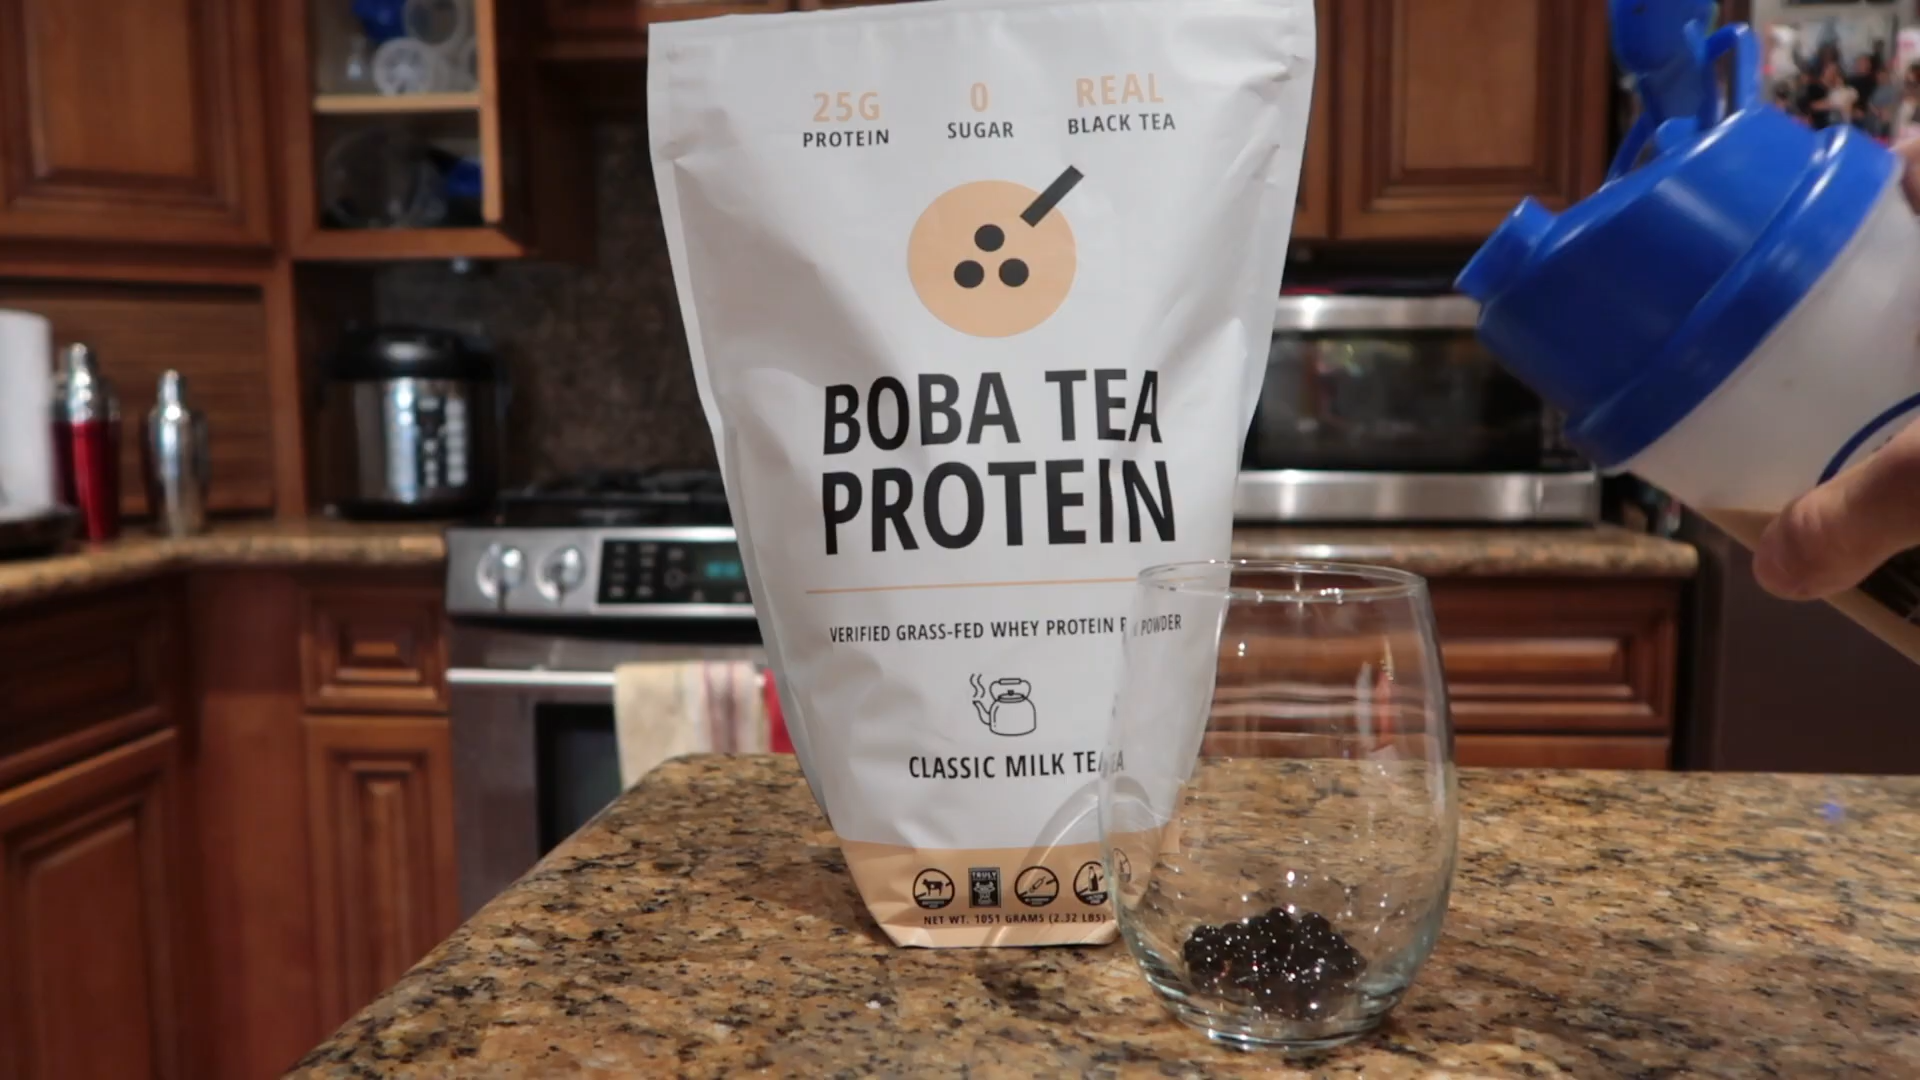 25G 0 REAL
PROTEIN SUGAR BLACK TEA
BOBA TEA
PROTEIN
VERIFIED GRASS-FED WHEY PROTEIN POWDER
CLASSIC MILK TEA
TRULY
NET WT. 1051 GRAMS (2.32 LBS)